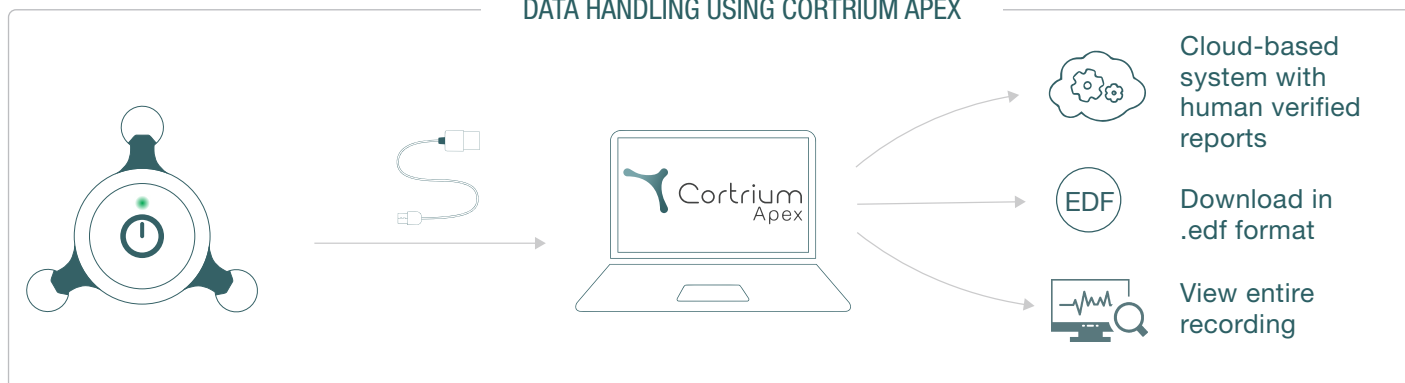 DATA HANDLING USING CORTRIUM APEX
Cloud-based
system with
human verified
reports
Cortrium
Apex
EDF
Download in
.edf format
View entire
recording